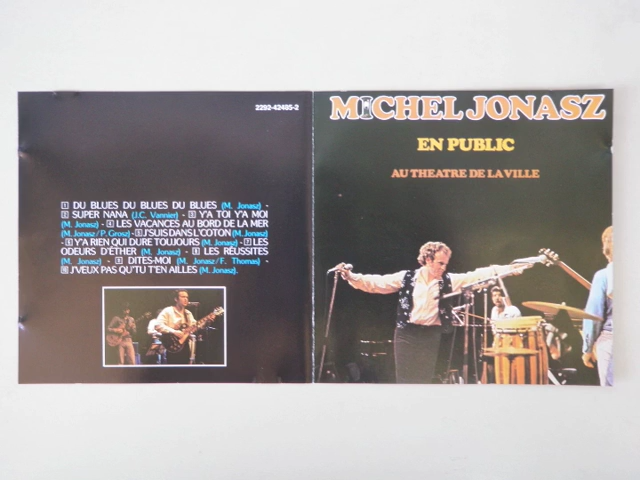 2292-42485-2
1 DU BLUES DU BLUES DU BLUES (M. Jonasz) -
2 SUPER NANA (J.C. Vannier) - 3 Y'A TOI Y'A MOI
(M. Jonasz) - 4 LES VACANCES AU BORD DE LA MER
(M. Jonasz/P. Grosz) - 5 J'SUIS DANS L'COTON (M. Jonasz)
- 6 Y'A RIEN QUI DURE TOUJOURS (M. Jonasz) - 7 LES
ODEURS D'ÉTHER (M. Jonasz) - 8 LES RÉUSSITES
(M. Jonasz) - 9 DITES-MOI (M. Jonasz/F. Thomas) -
10 J'VEUX PAS QU'TU T'EN AILLES (M. Jonasz).
MICHEL JONASZ
EN PUBLIC
AU THEATRE DE LA VILLE